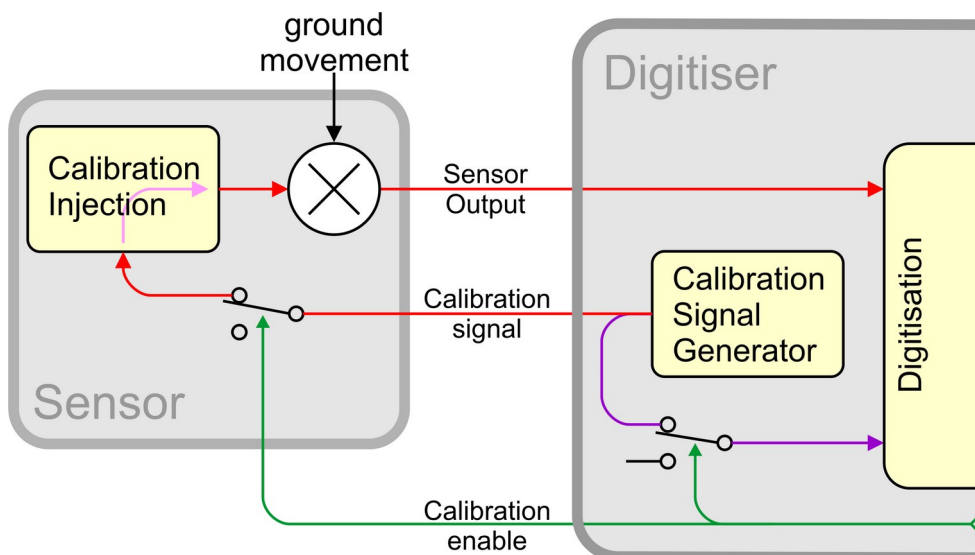 ground
movement
Digitiser
Calibration
Injection
Sensor
Output
Calibration
signal
Calibration
Signal
Generator
Digitisation
Sensor
Calibration
enable